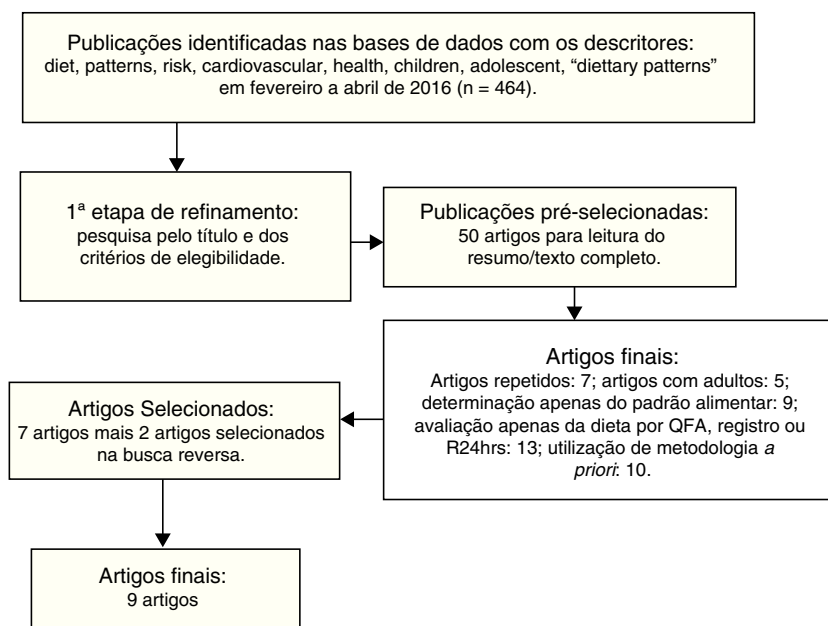 Publicações identificadas nas bases de dados com os descritores:
diet, patterns, risk, cardiovascular, health, children, adolescent, “diettary patterns”
em fevereiro a abril de 2016 (n = 464).
1ª etapa de refinamento:
pesquisa pelo título e dos
critérios de elegibilidade.
Publicações pré-selecionadas:
50 artigos para leitura do
resumo/texto completo.
Artigos finais:
Artigos repetidos: 7; artigos com adultos: 5;
determinação apenas do padrão alimentar: 9;
avaliação apenas da dieta por QFA, registro ou
R24hrs: 13; utilização de metodologia a
priori: 10.
Artigos Selecionados:
7 artigos mais 2 artigos selecionados
na busca reversa.
Artigos finais:
9 artigos